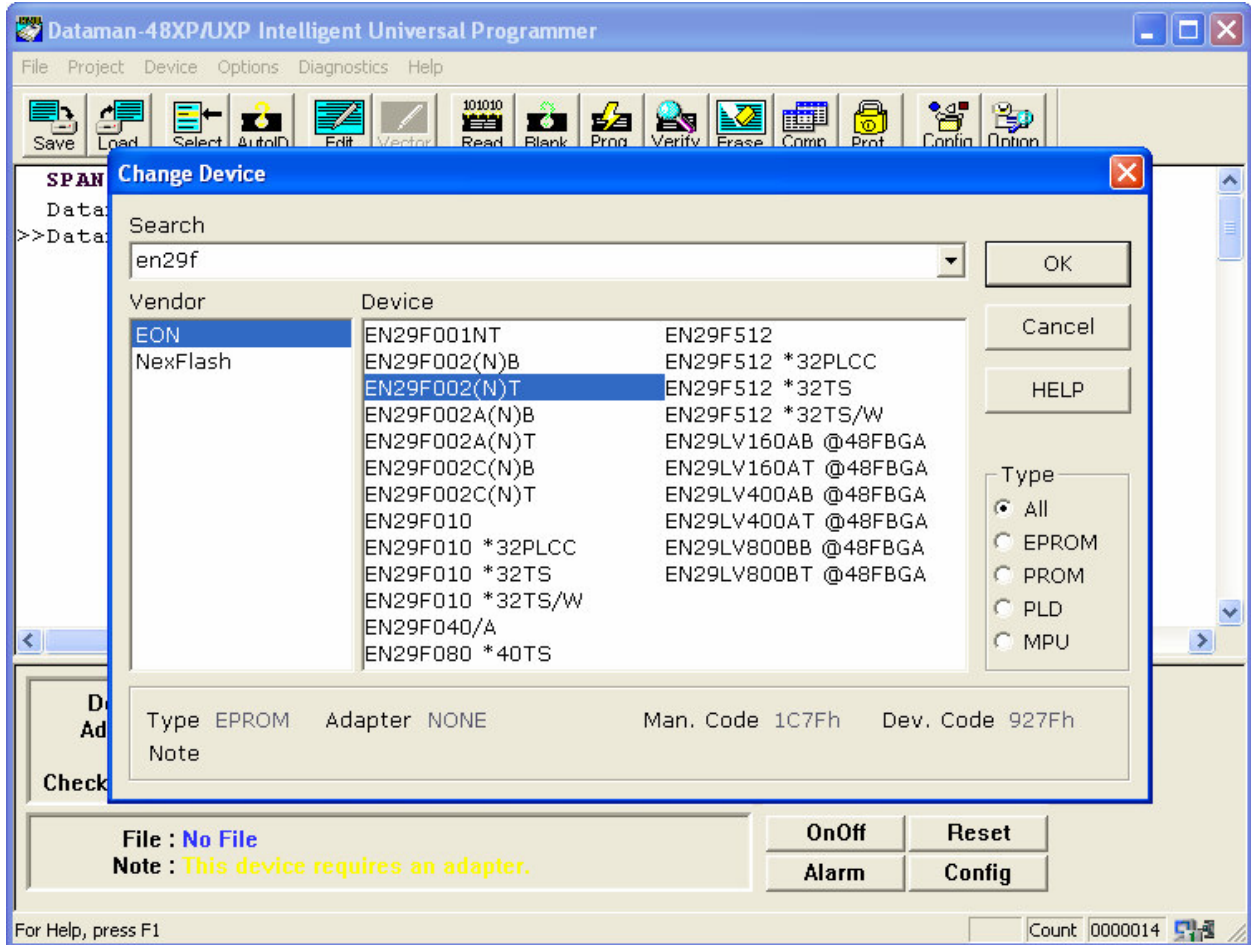 Dataman-48XP/UXP Intelligent Universal Programmer
File Project Device Options Diagnostics Help
101010
Save Load Select AutoID Edit Vector Read Blank Prog Verify Erase Comp Prot Config Option
SPAN
Change Device
Data
>>Data
Search
en29f
OK
Vendor Device
Cancel
EON EN29F001NT EN29F512
NexFlash EN29F002(N)B EN29F512 *32PLCC
HELP
EN29F002(N)T EN29F512 *32TS
EN29F002A(N)B EN29F512 *32TS/W
EN29F002A(N)T EN29LV160AB @48FBGA
EN29F002C(N)B EN29LV160AT @48FBGA
EN29F002C(N)T EN29LV400AB @48FBGA
EN29F010 EN29LV400AT @48FBGA
EN29F010 *32PLCC EN29LV800BB @48FBGA
EN29F010 *32TS EN29LV800BT @48FBGA
EN29F010 *32TS/W
EN29F040/A
EN29F080 *40TS
Type
All
EPROM
PROM
PLD
MPU
Type EPROM Adapter NONE Man. Code 1C7Fh Dev. Code 927Fh
Note
Ad
Check
File : No File
Note : This device requires an adapter.
OnOff Reset
Alarm Config
For Help, press F1
Count 0000014